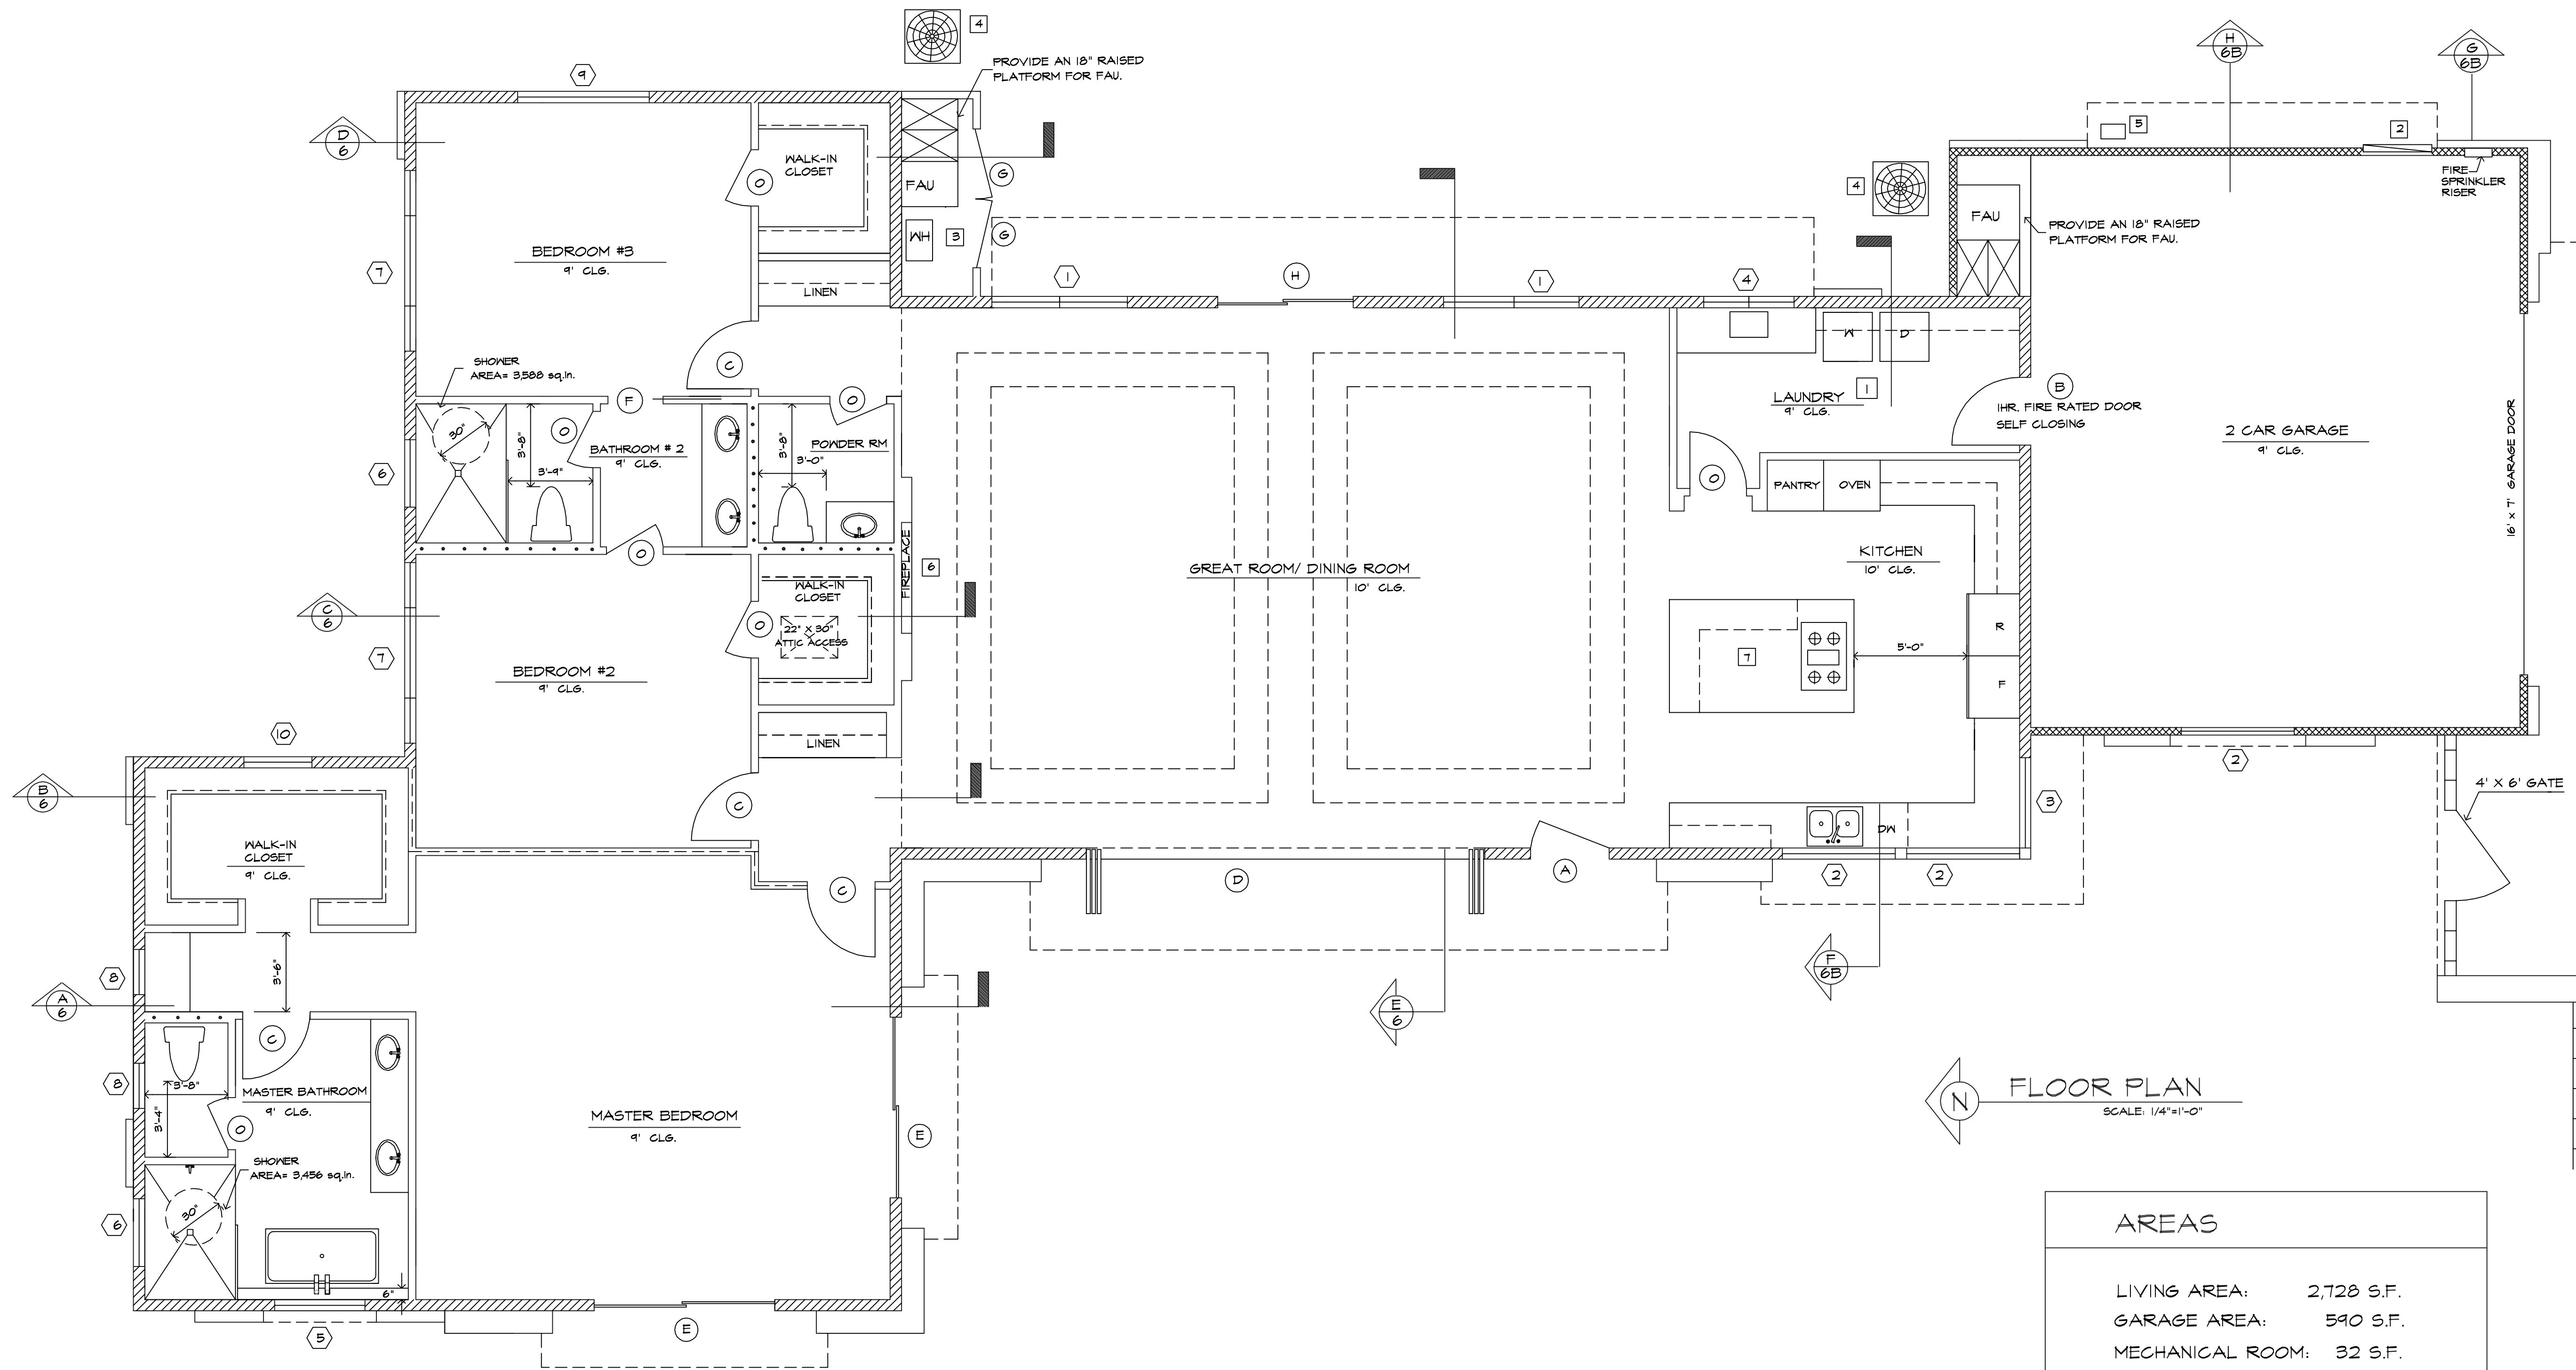 4
PROVIDE AN 18" RAISED
PLATFORM FOR FAU.
H
6B
G
6B
9
D
6
WALK-IN
CLOSET
O
FAU
G
WH
3
G
BEDROOM #3
9' CLG.
7
LINEN
1
H
1
4
4
5
2
FIRE
SPRINKLER
RISER
FAU
PROVIDE AN 18" RAISED
PLATFORM FOR FAU.
W
D
SHOWER
AREA= 3,588 sq.in.
C
F
O
30"
3'-8"
O
BATHROOM # 2
9' CLG.
3'-9"
3'-8"
3'-0"
POWDER RM
6
O
LAUNDRY
9' CLG.
1
B
1HR. FIRE RATED DOOR
SELF CLOSING
2 CAR GARAGE
9' CLG.
16' x 7' GARAGE DOOR
O
PANTRY
OVEN
FIREPLACE
6
GREAT ROOM/ DINING ROOM
10' CLG.
KITCHEN
10' CLG.
C
6
WALK-IN
CLOSET
O
22" X 30"
ATTIC ACCESS
7
BEDROOM #2
9' CLG.
7
5'-0"
R
F
LINEN
10
2
4' X 6' GATE
B
6
C
3
DW
WALK-IN
CLOSET
9' CLG.
C
D
A
2
2
8
3'-6"
A
6
F
6B
E
6
C
8
3'-8"
3'-4"
MASTER BATHROOM
9' CLG.
O
MASTER BEDROOM
9' CLG.
E
N
FLOOR PLAN
SCALE: 1/4"=1'-0"
SHOWER
AREA= 3,456 sq.in.
30"
6
6"
5
E
AREAS
LIVING AREA: 2,728 S.F.
GARAGE AREA: 590 S.F.
MECHANICAL ROOM: 32 S.F.